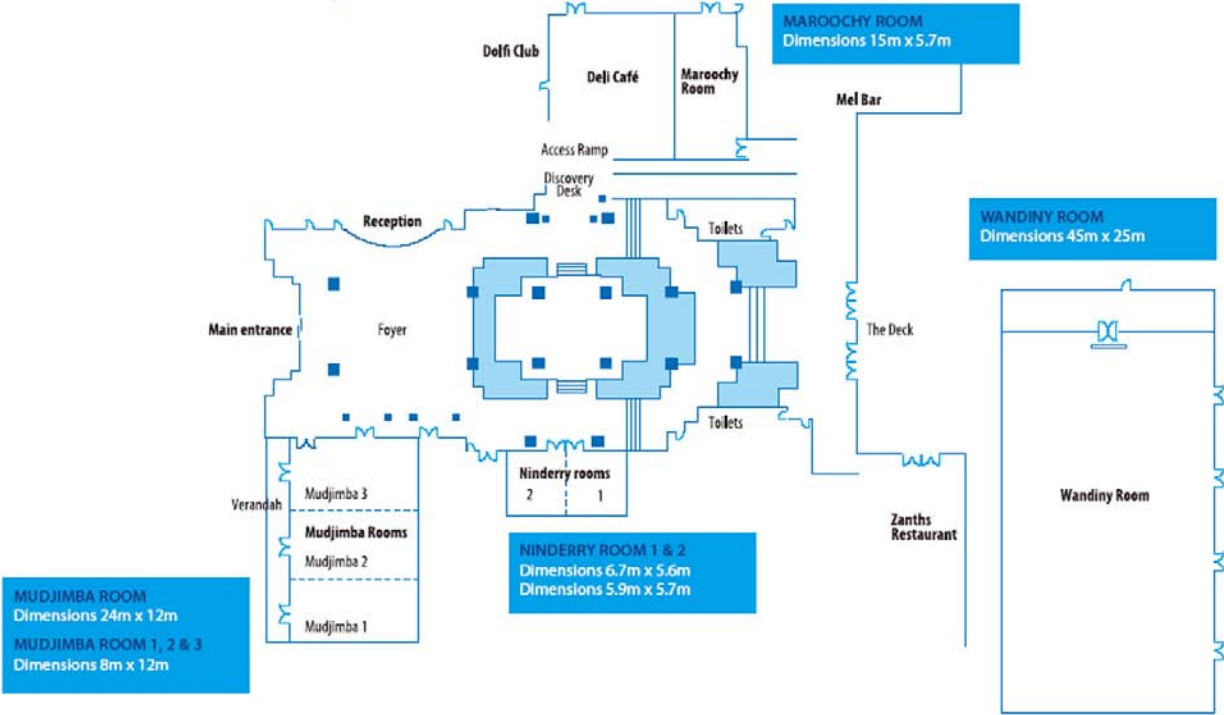 MAROOCHY ROOM
Dimensions 15m x 5.7m
Dolfi Club
Deli Café
Maroochy
Room
Mel Bar
Access Ramp
Discovery
Desk
Reception
Toilets
WANDINY ROOM
Dimensions 45m x 25m
Main entrance
Foyer
The Deck
Toilets
Ninderry rooms
2
1
Verandah
Mudjimba 3
Mudjimba Rooms
Mudjimba 2
Mudjimba 1
Zanths
Restaurant
Wandiny Room
NINDERRY ROOM 1 & 2
Dimensions 6.7m x 5.6m
Dimensions 5.9m x 5.7m
MUDJIMBA ROOM
Dimensions 24m x 12m
MUDJIMBA ROOM 1, 2 & 3
Dimensions 8m x 12m